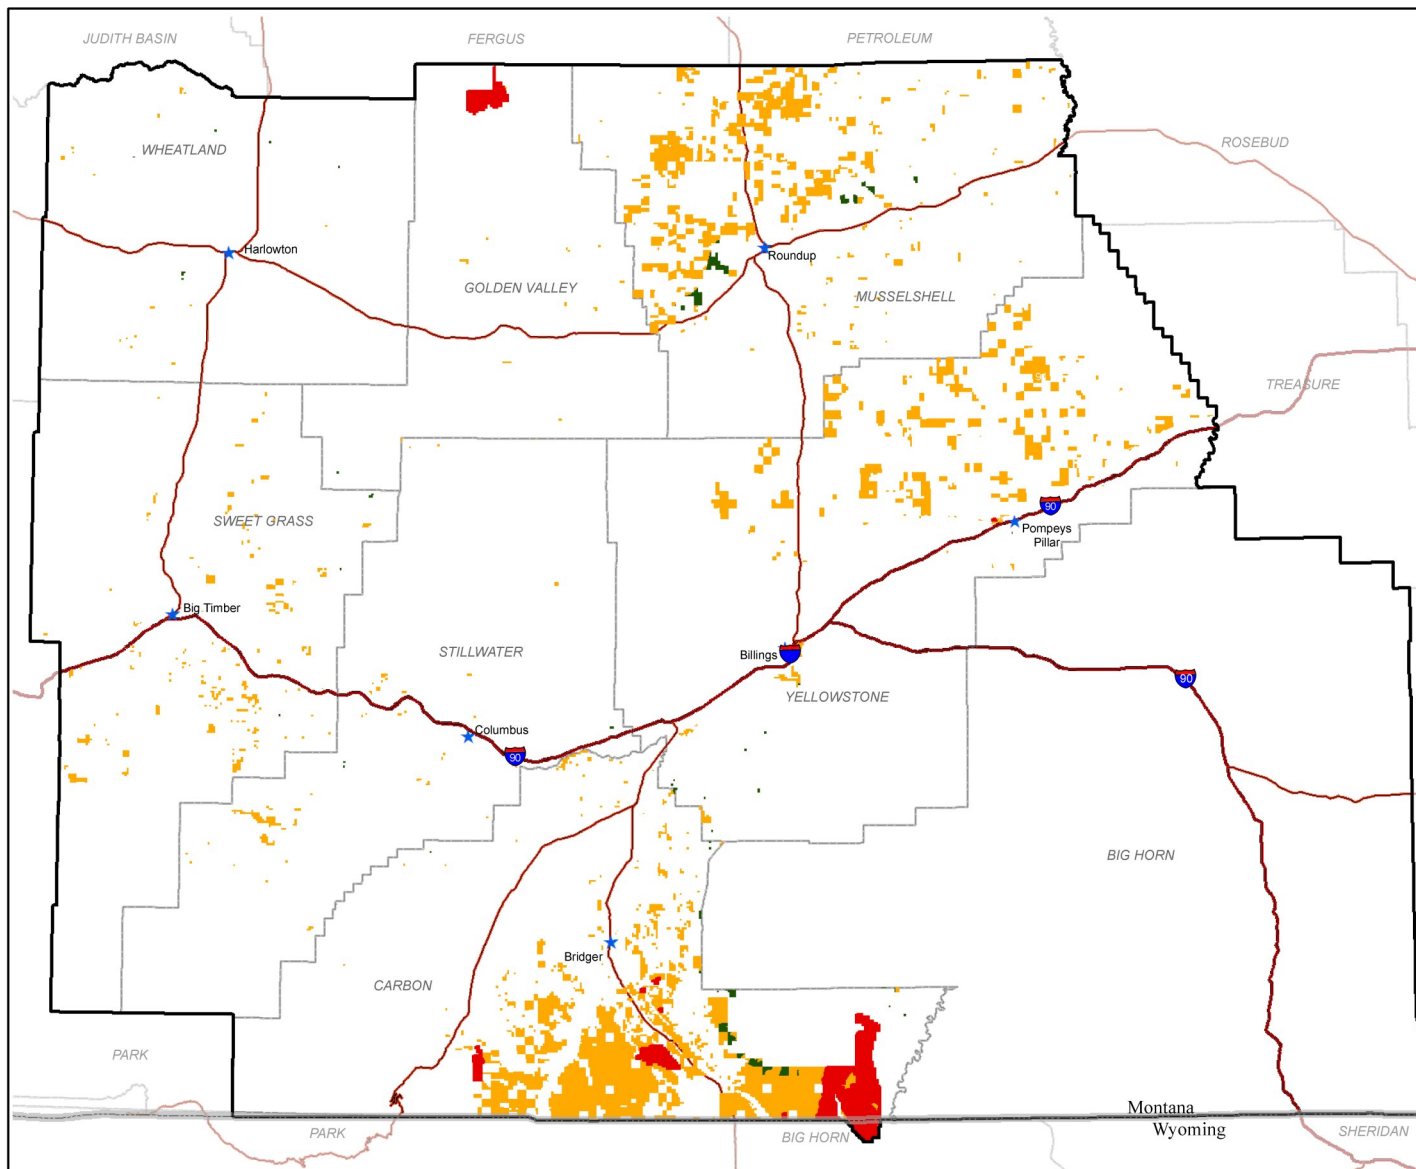 JUDITH BASIN
FERGUS
PETROLEUM
WHEATLAND
ROSEBUD
Harlowton
Roundup
GOLDEN VALLEY
MUSSELSHELL
TREASURE
90
SWEET GRASS
Pompeys
Pillar
Big Timber
STILLWATER
Billings
90
YELLOWSTONE
Columbus
90
BIG HORN
Bridger
CARBON
PARK
Montana
Wyoming
PARK
BIG HORN
SHERIDAN